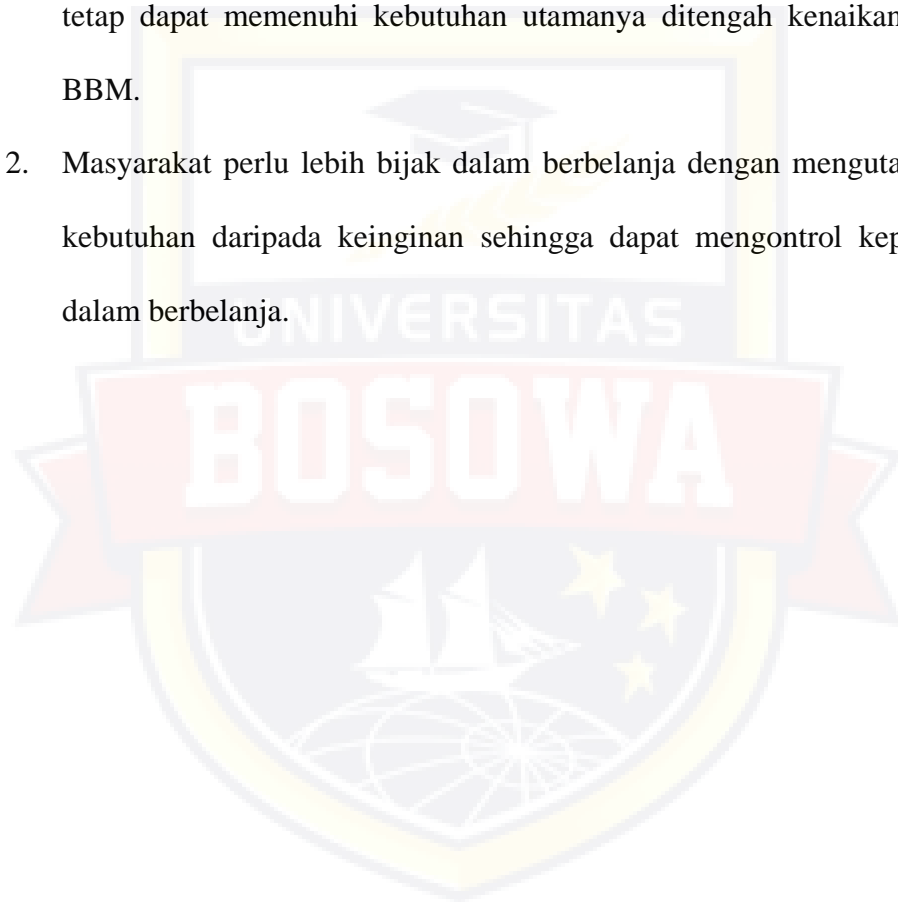 tetap dapat memenuhi kebutuhan utamanya ditengah kenaikan
BBM.
2. Masyarakat perlu lebih bijak dalam berbelanja dengan menguta
kebutuhan daripada keinginan sehingga dapat mengontrol kep
dalam berbelanja.
UNIVERSITAS
BOSOWA